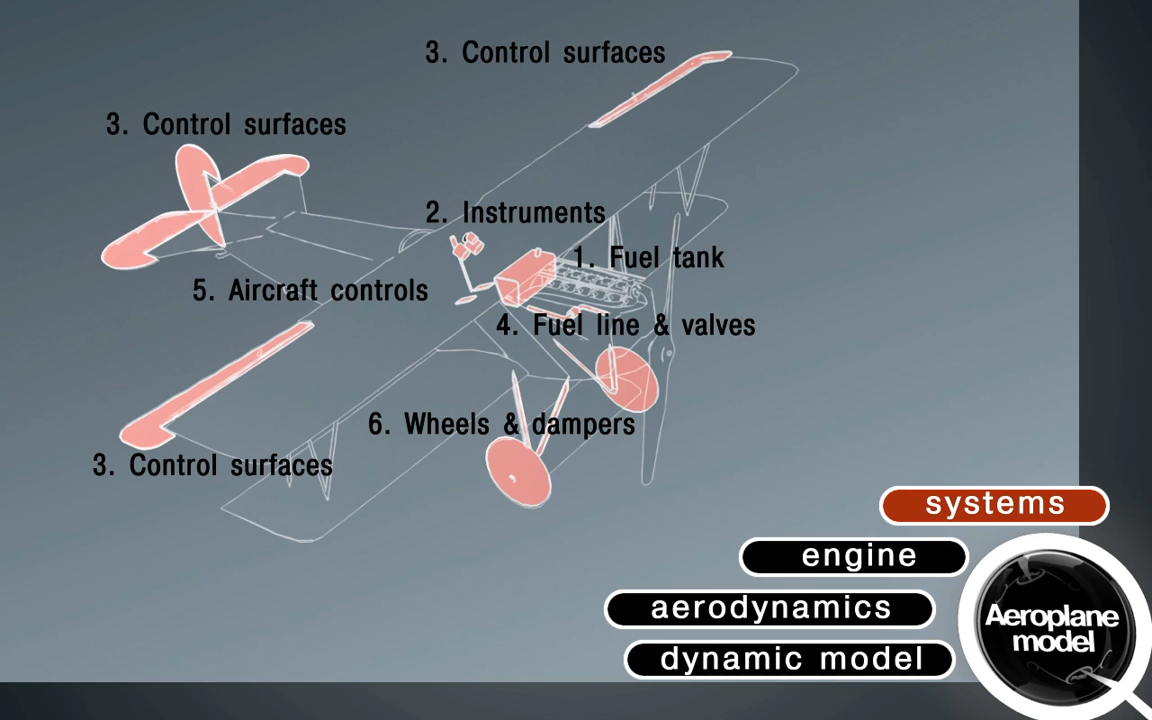 3. Control surfaces
3. Control surfaces
2. Instruments
1. Fuel tank
5. Aircraft controls
4. Fuel line & valves
6. Wheels & dampers
3. Control surfaces
systems
engine
aerodynamics
dynamic model
Aeroplane
model